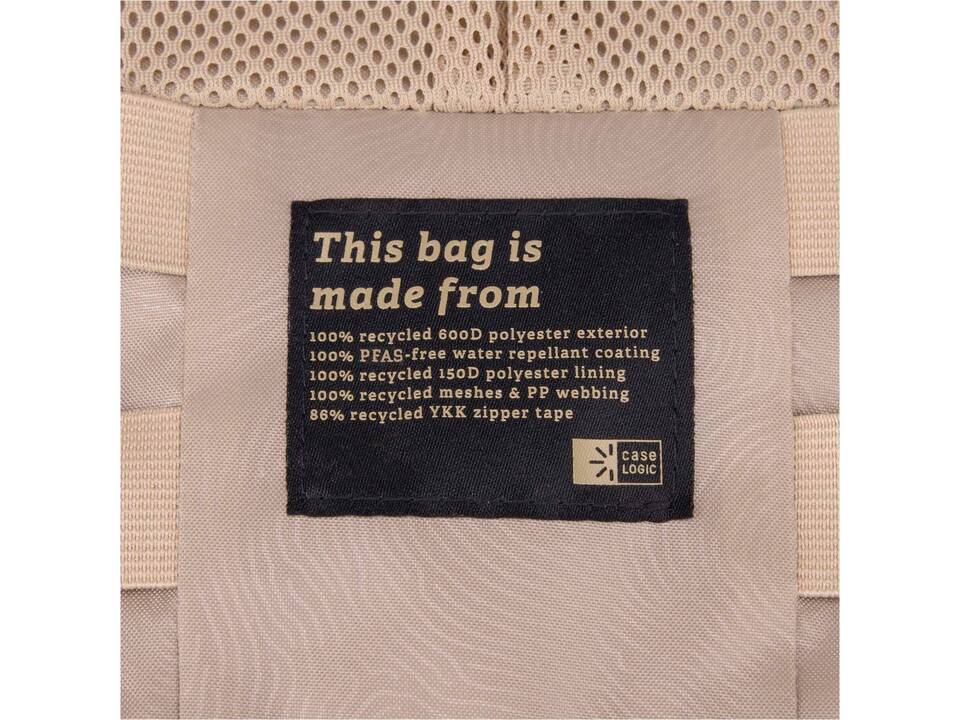 This bag is
made from
100% recycled 600D polyester exterior
100% PFAS-free water repellant coating
100% recycled 150D polyester lining
100% recycled meshes & PP webbing
86% recycled YKK zipper tape
case
LOGIC